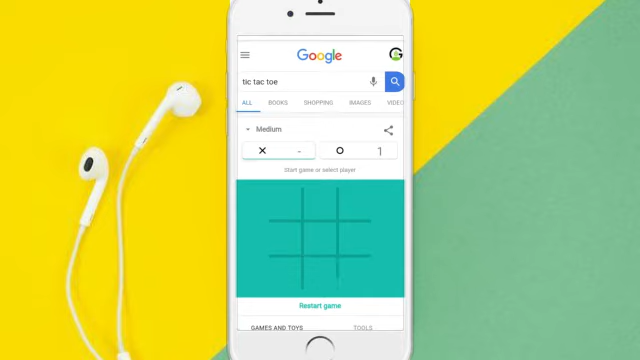 Google
tic tac toe
ALL BOOKS SHOPPING IMAGES VIDEO
Medium
X - O 1
Start game or select player
Restart game
GAMES AND TOYS TOOLS